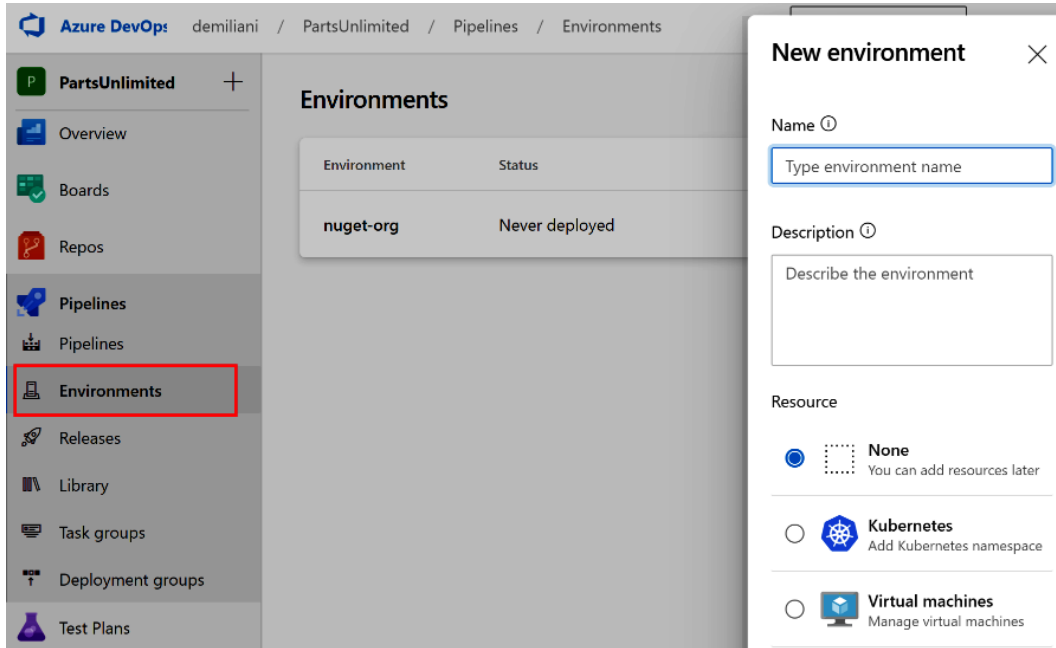 Azure DevOps demiliani / PartsUnlimited / Pipelines / Environments
P PartsUnlimited
Overview
Boards
Repos
Pipelines
Pipelines
Environments
Releases
Library
Task groups
Deployment groups
Test Plans
Environments
Environment Status
nuget-org Never deployed
New environment
Name
Type environment name
Description
Describe the environment
Resource
None
You can add resources later
Kubernetes
Add Kubernetes namespace
Virtual machines
Manage virtual machines